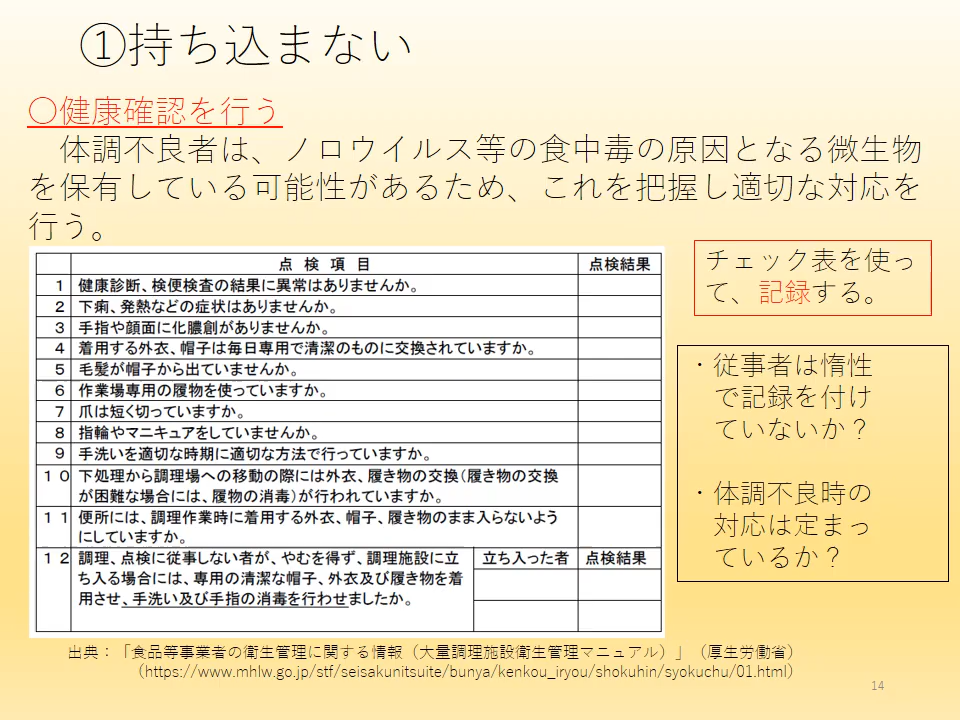 ①持ち込まない
○健康確認を行う
体調不良者は、ノロウイルス等の食中毒の原因となる微生物
を保有している可能性があるため、これを把握し適切な対応を
行う。
点 検 項 目 点検結果
1 健康診断、検便検査の結果に異常はありませんか。
2 下痢、発熱などの症状はありませんか。
3 手指や顔面に化膿創がありませんか。
4 着用する外衣、帽子は毎日専用で清潔のものに交換されていますか。
5 毛髪が帽子から出ていませんか。
6 作業場専用の履物を使っていますか。
7 爪は短く切っていますか。
8 指輪やマニキュアをしていませんか。
9 手洗いを適切な時期に適切な方法で行っていますか。
10 下処理から調理場への移動の際には外衣、履き物の交換(履き物の交換
が困難な場合には、履物の消毒)が行われていますか。
11 便所には、調理作業時に着用する外衣、帽子、履き物のまま入らないよう
にしていますか。
12 調理、点検に従事しない者が、やむを得ず、調理施設に立 立ち入った者 点検結果
ち入る場合には、専用の清潔な帽子、外衣及び履き物を着
用させ、手洗い及び手指の消毒を行わせましたか。
チェック表を使っ
て、記録する。
・従事者は惰性
で記録を付け
ていないか？
・体調不良時の
対応は定まっ
ているか？
出典：「食品等事業者の衛生管理に関する情報（大量調理施設衛生管理マニュアル）」（厚生労働省）
（https://www.mhlw.go.jp/stf/seisakunitsuite/bunya/kenkou_iryou/shokuhin/syokuchu/01.html）
14